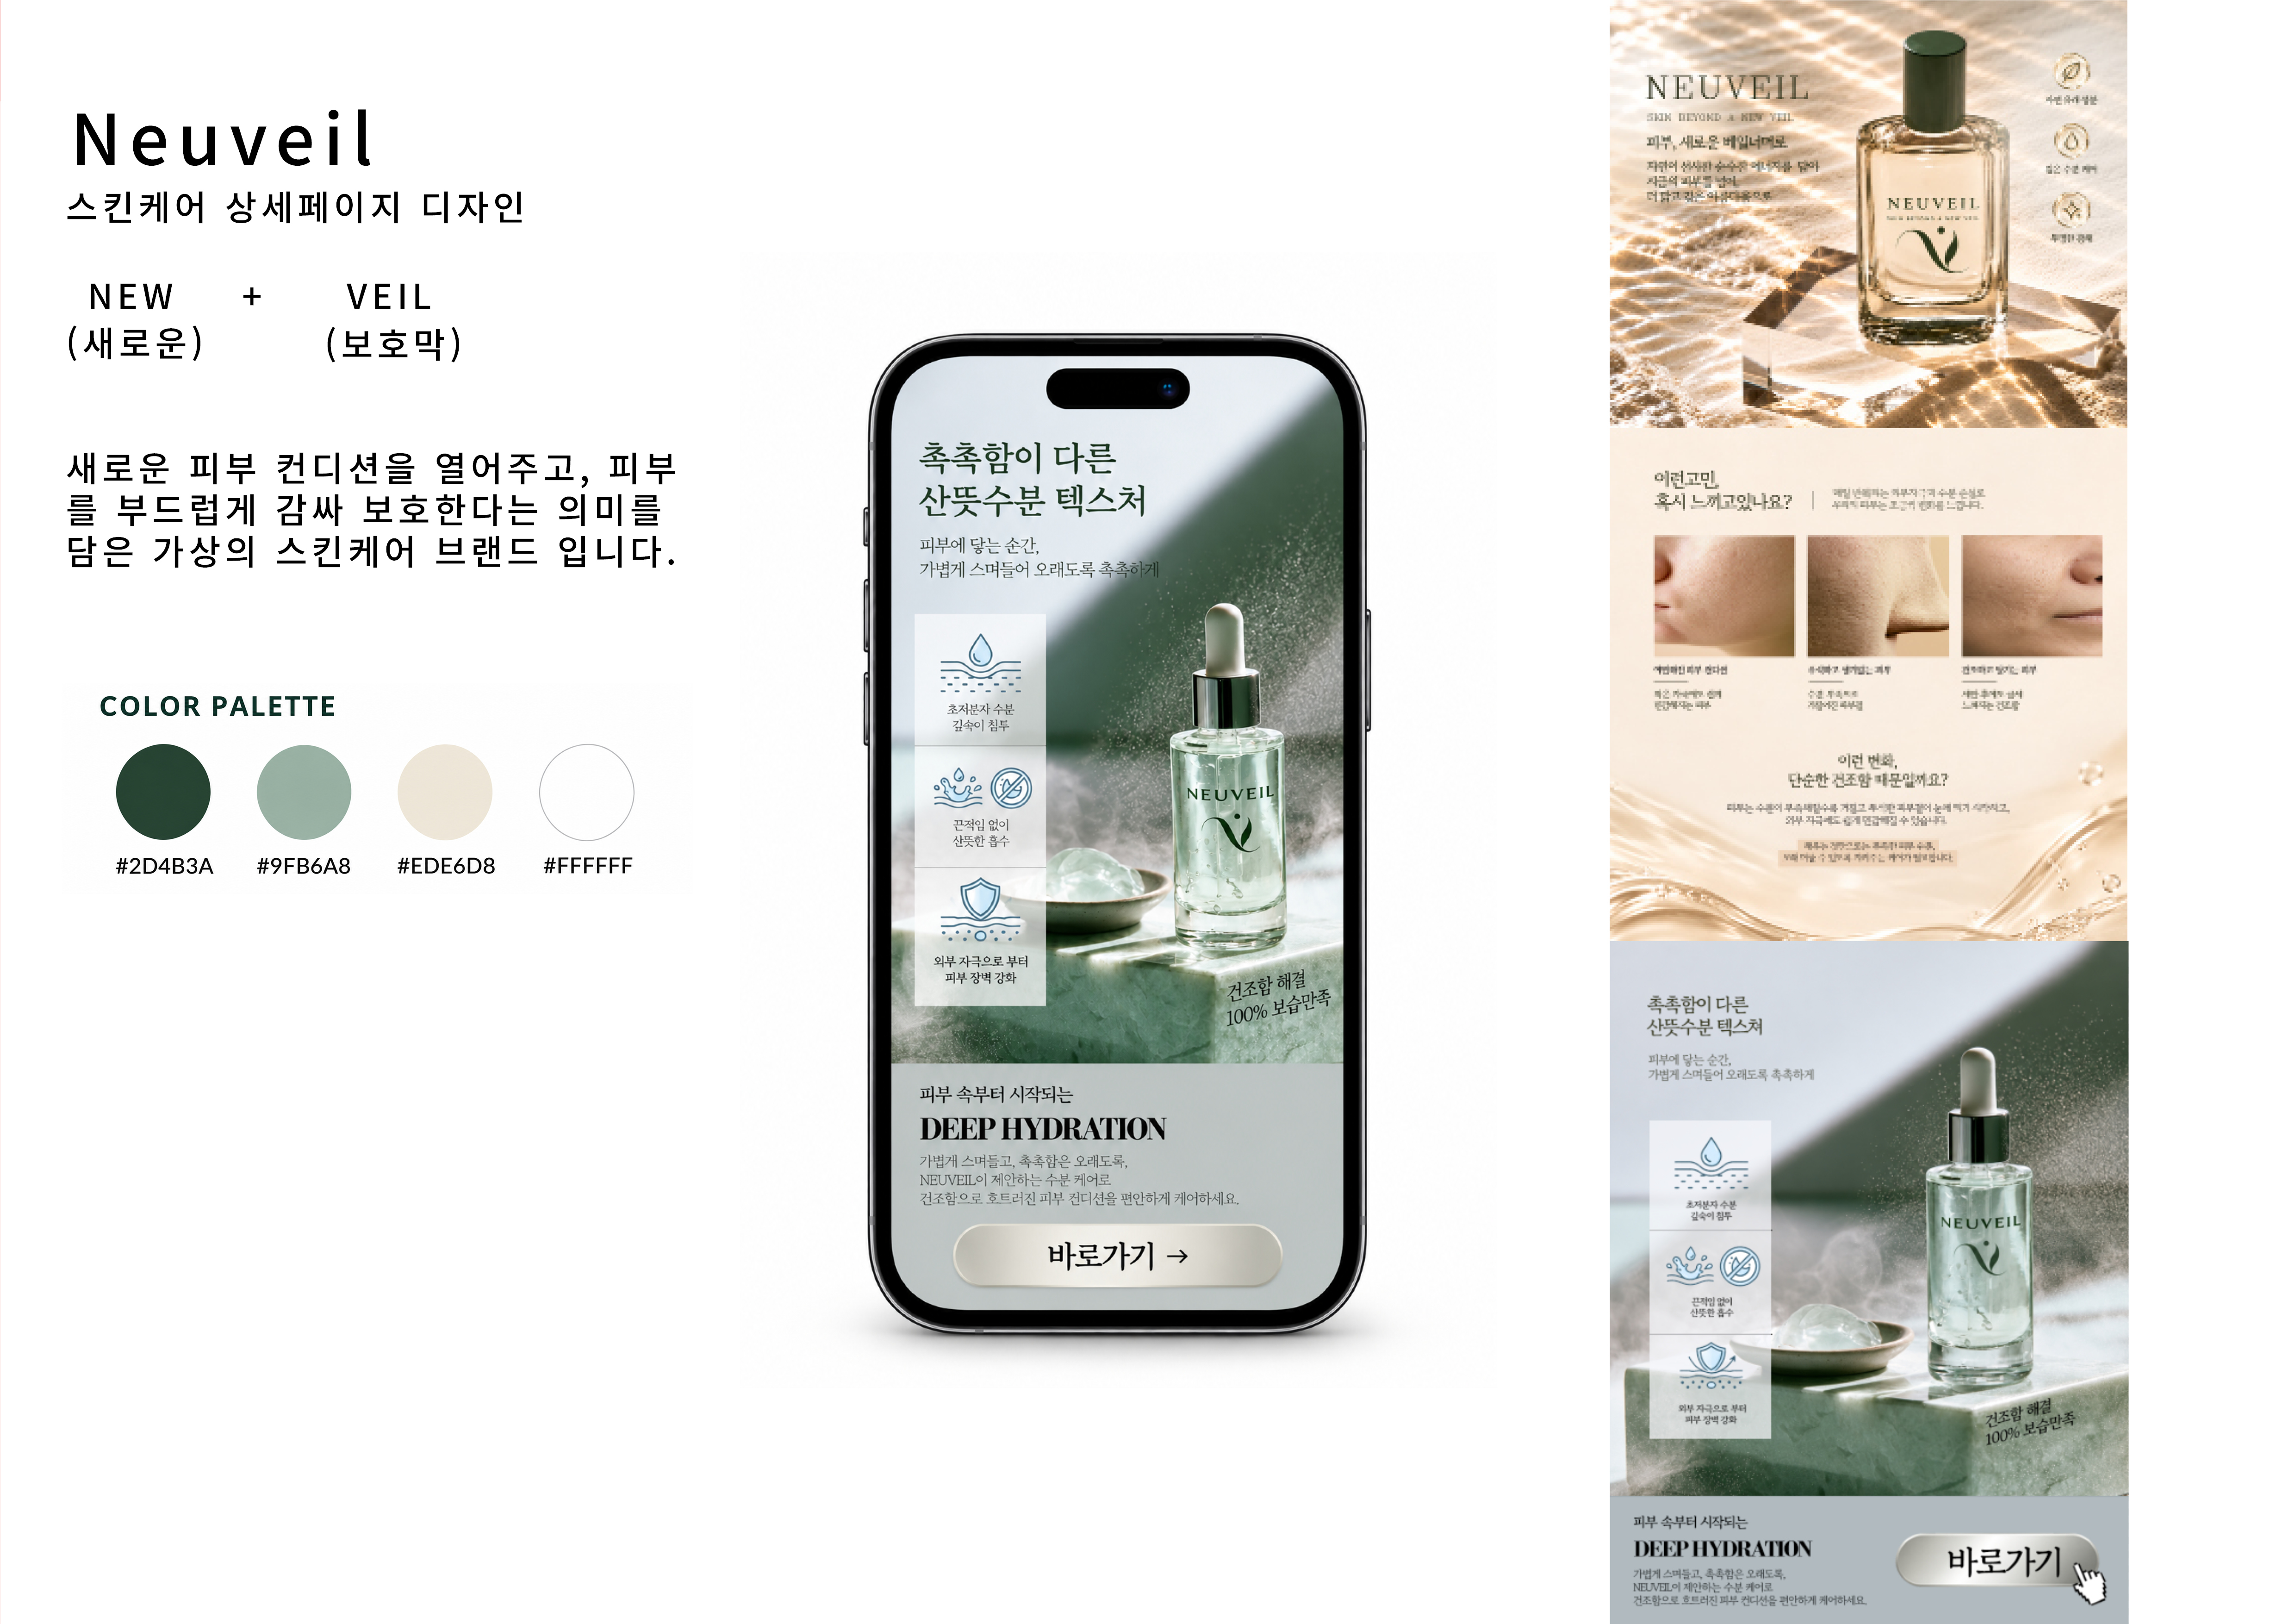 Neuveil
스킨케어 상세페이지 디자인
NEW + VEIL
(새로운) (보호막)
새로운 피부 컨디션을 열어주고, 피부
를 부드럽게 감싸 보호한다는 의미를
담은 가상의 스킨케어 브랜드 입니다.
COLOR PALETTE
#2D4B3A #9FB6A8 #EDE6D8 #FFFFFF
촉촉함이 다른
산뜻수분 텍스처
피부에 닿는 순간,
가볍게 스며들어 오래도록 촉촉하게
초저분자 수분
깊속이 침투
끈적임 없이
산뜻한 흡수
외부 자극으로 부터
피부 장벽 강화
NEUVEIL
건조함 해결
100% 보습만족
피부 속부터 시작되는
DEEP HYDRATION
가볍게 스며들고, 촉촉함은 오래도록,
NEUVEIL이 제안하는 수분 케어로
건조함으로 흐트러진 피부 컨디션을 편안하게 케어하세요.
바로가기 →
NEUVEIL
SKIN BEYOND A NEW VEIL
피부, 새로운 베일너머로
NEUVEIL
SKIN BEYOND A NEW VEIL
깊은 수분 케어
이런고민,
혹시 느끼고있나요?
이런 변화,
단순한 건조함 때문일까요?
촉촉함이 다른
산뜻수분 텍스처
피부에 닿는 순간,
가볍게 스며들어 오래도록 촉촉하게
초저분자 수분
깊숙이 침투
끈적임 없이
산뜻한 흡수
외부 자극으로 부터
피부 장벽 강화
NEUVEIL
건조함 해결
100% 보습만족
피부 속부터 시작되는
DEEP HYDRATION
가볍게 스며들고, 촉촉함은 오래도록,
NEUVEIL이 제안하는 수분 케어로
건조함으로 흐트러진 피부 컨디션을 편안하게 케어하세요.
바로가기